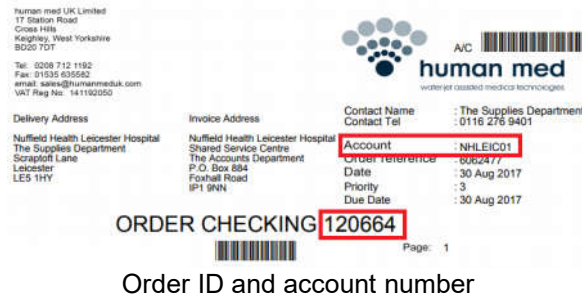 human med UK Limited
17 Station Road
Cross Hills
Keighley, West Yorkshire
BD20 7DT
Tel: 0208 712 1192
Fax: 01535 635582
email: sales@humanmeduk.com
VAT Reg No: 141192050
A/C
human med
waterjet assisted medical technologies
Delivery Address
Nuffield Health Leicester Hospital
The Supplies Department
Scraptoft Lane
Leicester
LE5 1HY
Invoice Address
Nuffield Health Leicester Hospital
Shared Service Centre
The Accounts Department
P.O. Box 884
Foxhall Road
IP1 9NN
Contact Name : The Supplies Department
Contact Tel : 0116 276 9401
Account : NHLEIC01
Order reference : 6062477
Date : 30 Aug 2017
Priority : 3
Due Date : 30 Aug 2017
ORDER CHECKING 120664
Page: 1
Order ID and account number